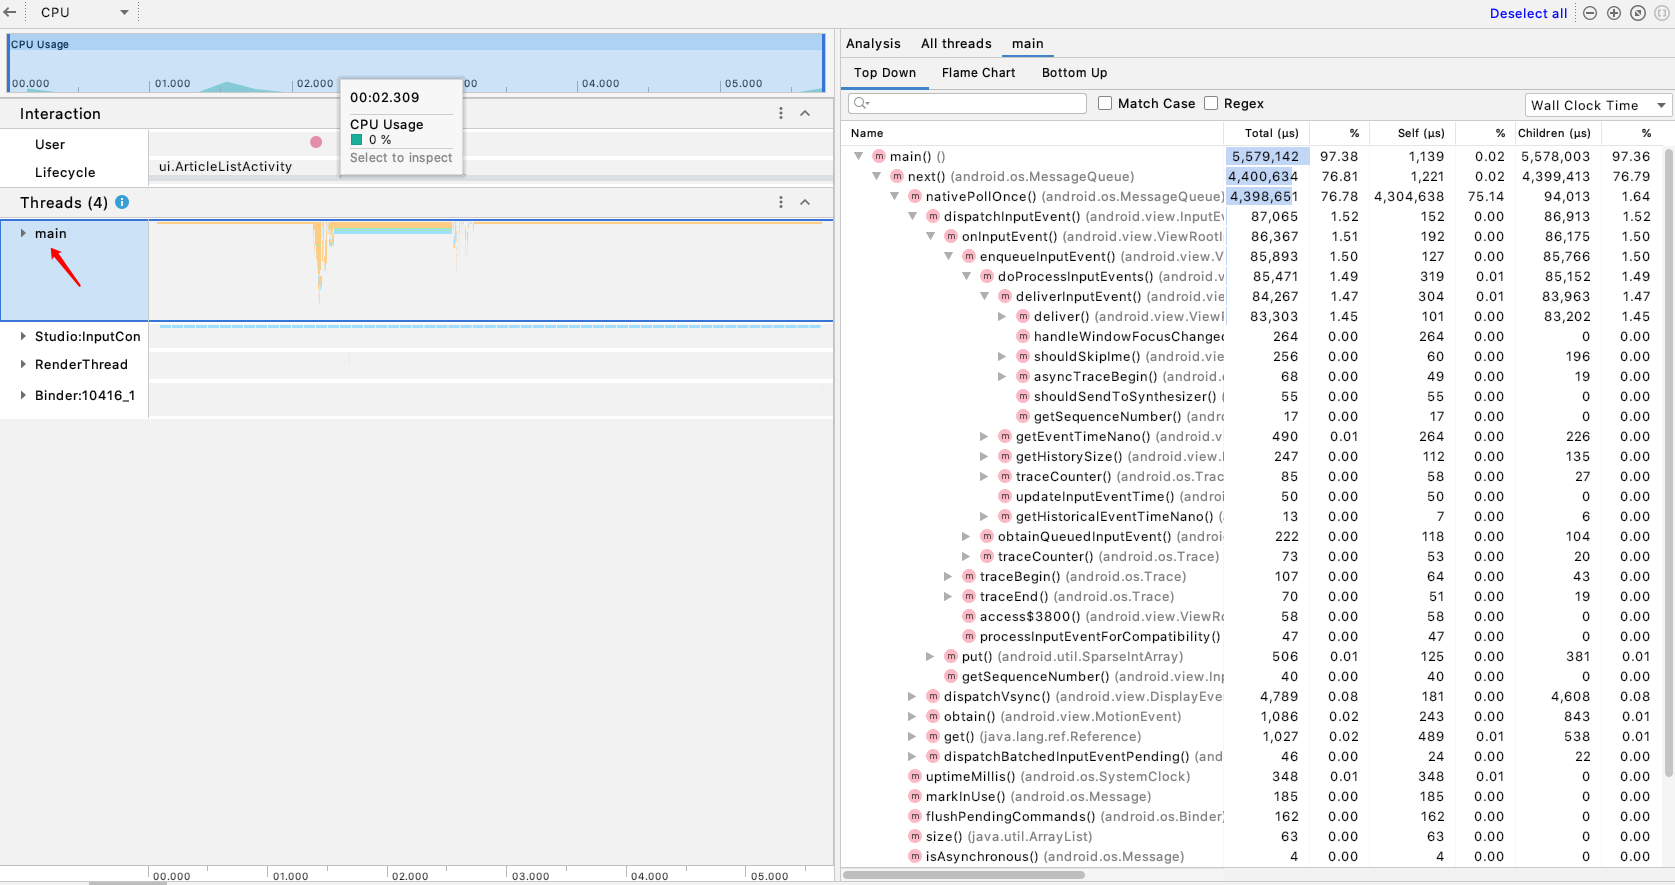 CPU
Deselect all
CPU Usage
00.000 01.000 02.000 00 04.000 05.000
00:02.309
CPU Usage
0 %
Select to inspect
Interaction
User
Lifecycle
ui.ArticleListActivity
Threads (4)
main
Studio:InputCon
RenderThread
Binder:10416_1
00.000 01.000 02.000 03.000 04.000 05.000
Analysis All threads main
Top Down Flame Chart Bottom Up
Match Case Regex Wall Clock Time
Name Total (μs) % Self (μs) % Children (μs) %
m main() () 5,579,142 97.38 1,139 0.02 5,578,003 97.36
m next() (android.os.MessageQueue) 4,400,634 76.81 1,221 0.02 4,399,413 76.79
m nativePollOnce() (android.os.MessageQueue) 4,398,651 76.78 4,304,638 75.14 94,013 1.64
m dispatchInputEvent() (android.view.InputEv 87,065 1.52 152 0.00 86,913 1.52
m onInputEvent() (android.view.ViewRootI 86,367 1.51 192 0.00 86,175 1.50
m enqueueInputEvent() (android.view.V 85,893 1.50 127 0.00 85,766 1.50
m doProcessInputEvents() (android.v 85,471 1.49 319 0.01 85,152 1.49
m deliverInputEvent() (android.vie 84,267 1.47 304 0.01 83,963 1.47
m deliver() (android.view.ViewF 83,303 1.45 101 0.00 83,202 1.45
m handleWindowFocusChanged 264 0.00 264 0.00 0 0.00
m shouldSkipIme() (android.vie 256 0.00 60 0.00 196 0.00
m asyncTraceBegin() (android. 68 0.00 49 0.00 19 0.00
m shouldSendToSynthesizer() ( 55 0.00 55 0.00 0 0.00
m getSequenceNumber() (andro 17 0.00 17 0.00 0 0.00
m getEventTimeNano() (android.v 490 0.01 264 0.00 226 0.00
m getHistorySize() (android.view. 247 0.00 112 0.00 135 0.00
m traceCounter() (android.os.Trac 85 0.00 58 0.00 27 0.00
m updateInputEventTime() (androi 50 0.00 50 0.00 0 0.00
m getHistoricalEventTimeNano() ( 13 0.00 7 0.00 6 0.00
m obtainQueuedInputEvent() (androi 222 0.00 118 0.00 104 0.00
m traceCounter() (android.os.Trace) 73 0.00 53 0.00 20 0.00
m traceBegin() (android.os.Trace) 107 0.00 64 0.00 43 0.00
m traceEnd() (android.os.Trace) 70 0.00 51 0.00 19 0.00
m access$3800() (android.view.ViewRo 58 0.00 58 0.00 0 0.00
m processInputEventForCompatibility() 47 0.00 47 0.00 0 0.00
m put() (android.util.SparseIntArray) 506 0.01 125 0.00 381 0.01
m getSequenceNumber() (android.view.Inp 40 0.00 40 0.00 0 0.00
m dispatchVsync() (android.view.DisplayEve 4,789 0.08 181 0.00 4,608 0.08
m obtain() (android.view.MotionEvent) 1,086 0.02 243 0.00 843 0.01
m get() (java.lang.ref.Reference) 1,027 0.02 489 0.01 538 0.01
m dispatchBatchedInputEventPending() (and 46 0.00 24 0.00 22 0.00
m uptimeMillis() (android.os.SystemClock) 348 0.01 348 0.01 0 0.00
m markInUse() (android.os.Message) 185 0.00 185 0.00 0 0.00
m flushPendingCommands() (android.os.Binder) 162 0.00 162 0.00 0 0.00
m size() (java.util.ArrayList) 63 0.00 63 0.00 0 0.00
m isAsynchronous() (android.os.Message) 4 0.00 4 0.00 0 0.00